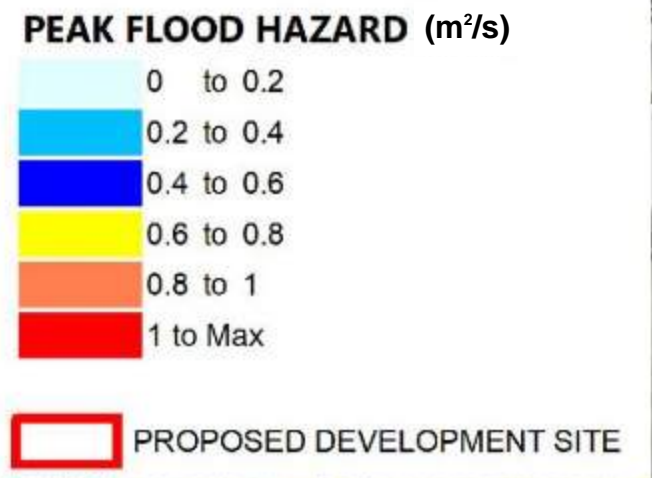 PEAK FLOOD HAZARD (m²/s)
0 to 0.2
0.2 to 0.4
0.4 to 0.6
0.6 to 0.8
0.8 to 1
1 to Max
PROPOSED DEVELOPMENT SITE